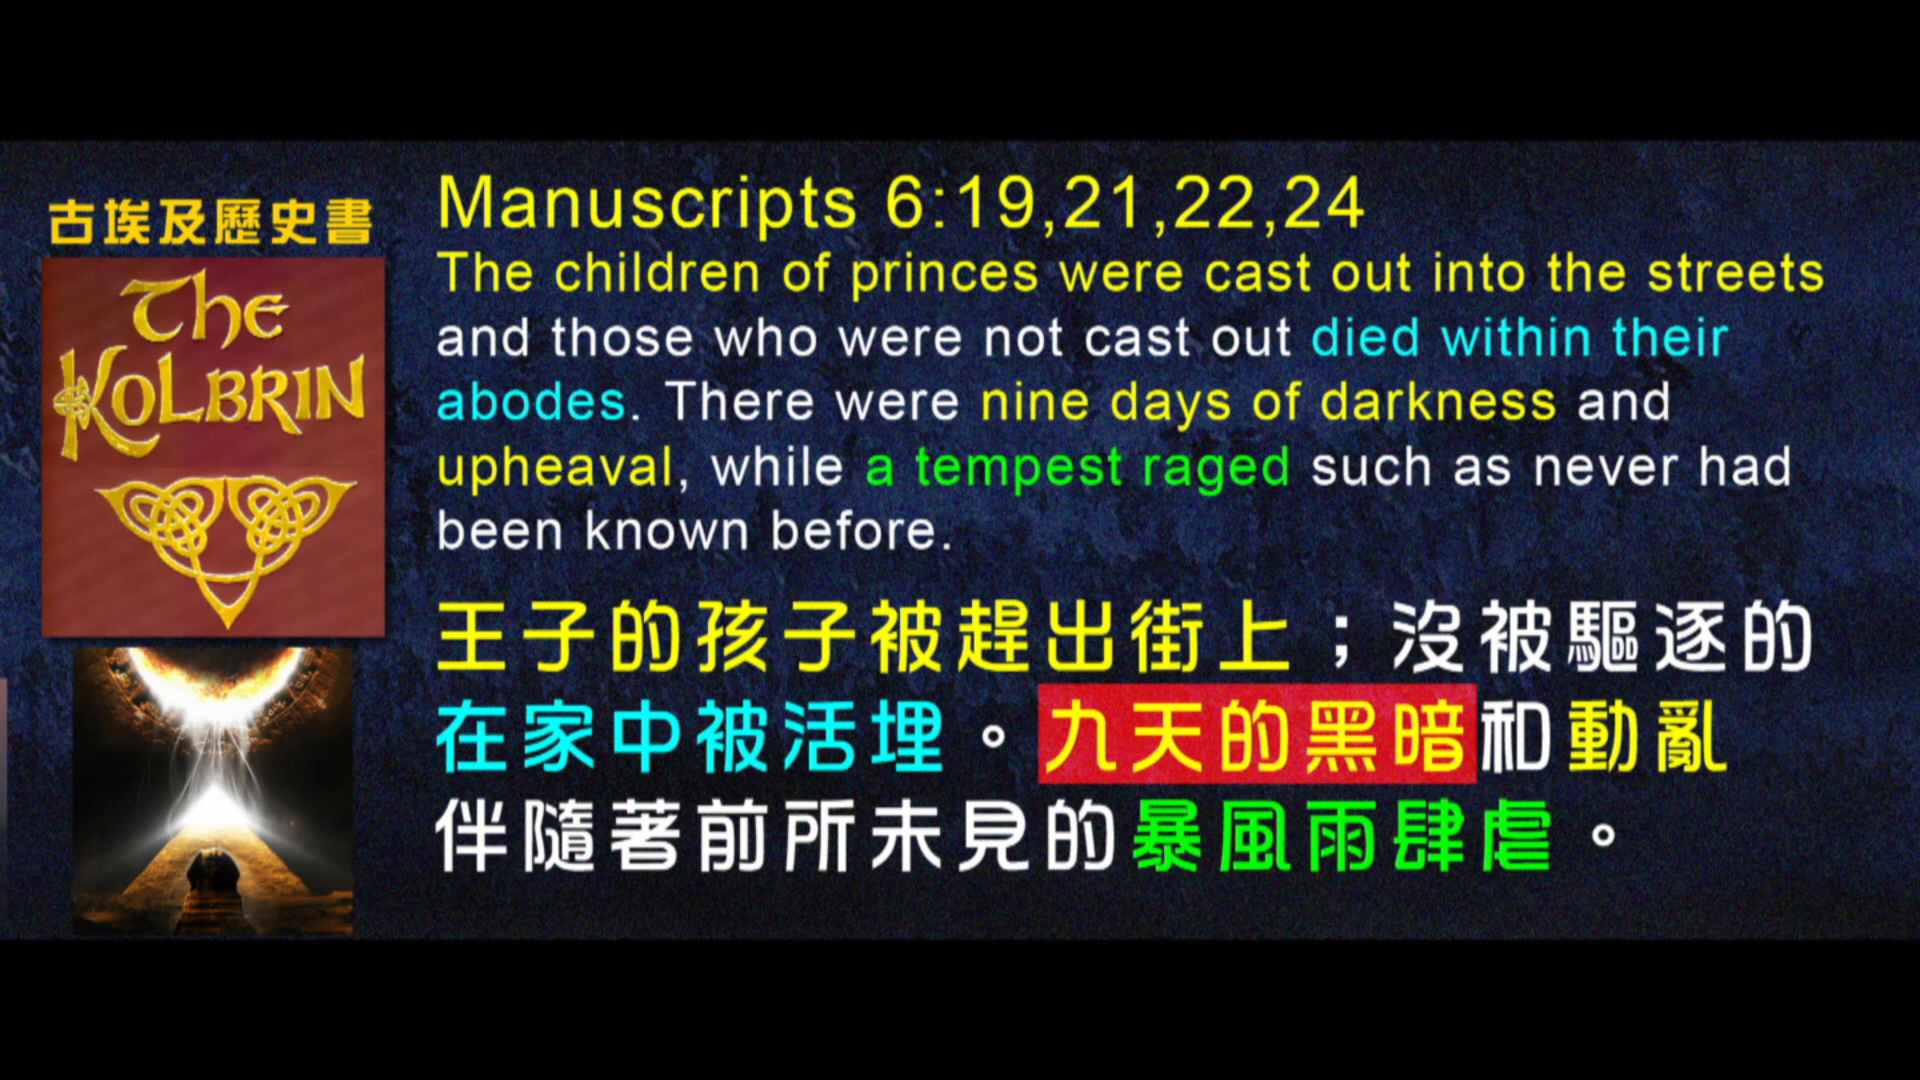 古埃及歷史書
The
KOLBRIN
Manuscripts 6:19,21,22,24
The children of princes were cast out into the streets
and those who were not cast out died within their
abodes. There were nine days of darkness and
upheaval, while a tempest raged such as never had
been known before.
王子的孩子被趕出街上；沒被驅逐的
在家中被活埋。九天的黑暗和動亂
伴隨著前所未見的暴風雨肆虐。